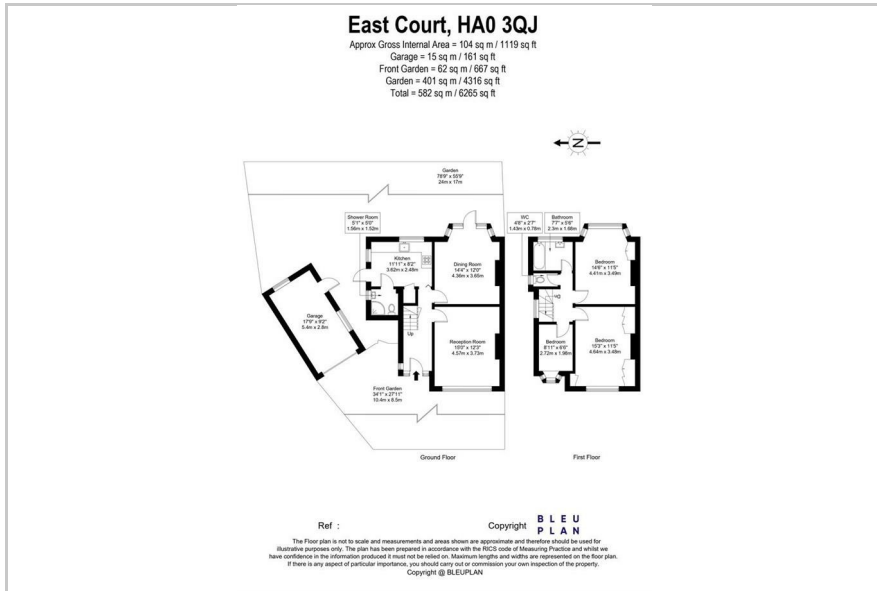 East Court, HA0 3QJ
Approx Gross Internal Area = 104 sq m / 1119 sq ft
Garage = 15 sq m / 161 sq ft
Front Garden = 62 sq m / 667 sq ft
Garden = 401 sq m / 4316 sq ft
Total = 582 sq m / 6265 sq ft
N
Garden
78'9" x 55'9"
24m x 17m
Shower Room
5'1" x 5'0"
1.56m x 1.52m
Kitchen
11'11" x 8'2"
3.62m x 2.48m
Dining Room
14'4" x 12'0"
4.36m x 3.65m
Garage
17'9" x 9'2"
5.4m x 2.8m
Up
Reception Room
15'0" x 12'3"
4.57m x 3.73m
Front Garden
34'1" x 27'11"
10.4m x 8.5m
Ground Floor
WC
4'8" x 2'7"
1.43m x 0.78m
Bathroom
7'7" x 5'6"
2.3m x 1.68m
Bedroom
14'6" x 11'5"
4.41m x 3.49m
Bedroom
8'11" x 6'6"
2.72m x 1.98m
Bedroom
15'3" x 11'5"
4.64m x 3.48m
First Floor
Ref :
Copyright
BLEU
PLAN
The Floor plan is not to scale and measurements and areas shown are approximate and therefore should be used for
illustrative purposes only. The plan has been prepared in accordance with the RICS code of Measuring Practice and whilst we
have confidence in the information produced it must not be relied on. Maximum lengths and widths are represented on the floor plan.
If there is any aspect of particular importance, you should carry out or commission your own inspection of the property.
Copyright @ BLEUPLAN